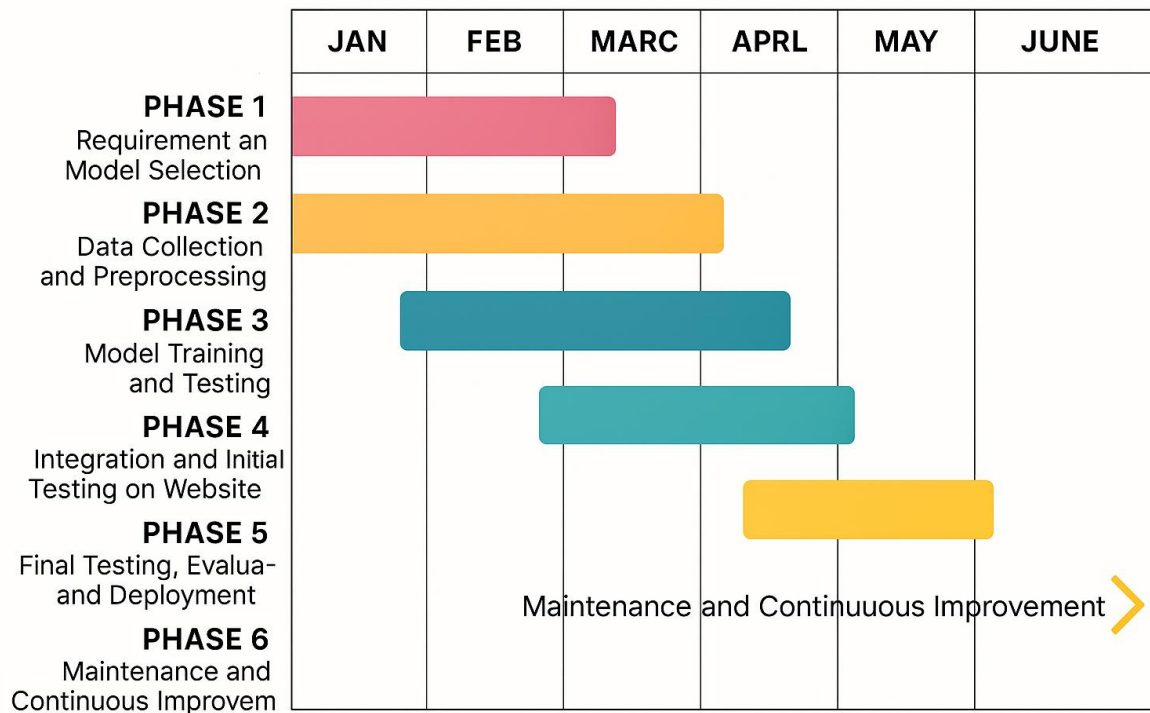 JAN FEB MARC APRL MAY JUNE
PHASE 1
Requirement an
Model Selection
PHASE 2
Data Collection
and Preprocessing
PHASE 3
Model Training
and Testing
PHASE 4
Integration and Initial
Testing on Website
PHASE 5
Final Testing, Evalua-
and Deployment
Maintenance and Continuuous Improvement
PHASE 6
Maintenance and
Continuous Improvem